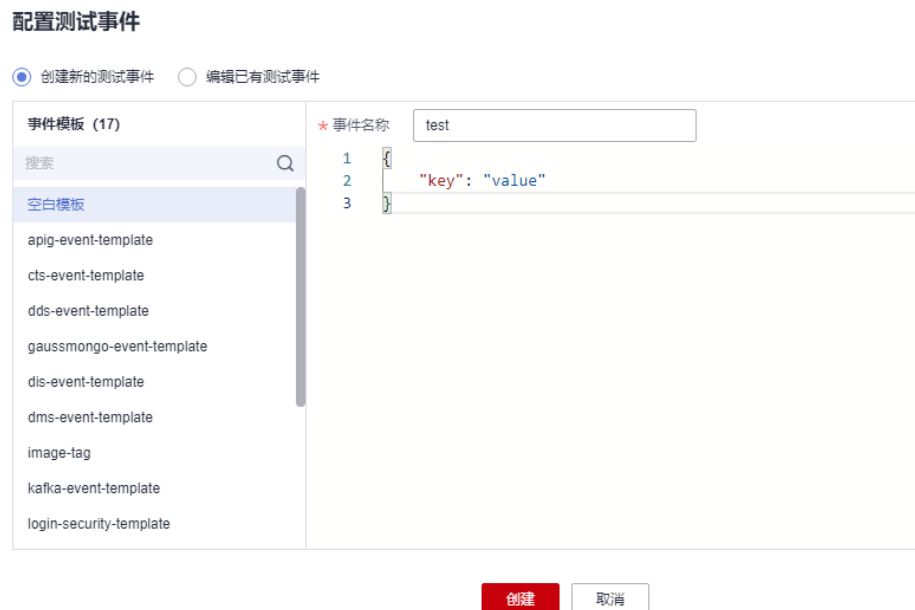 配置测试事件
创建新的测试事件 编辑已有测试事件
事件模板 (17)
搜索
空白模板
apig-event-template
cts-event-template
dds-event-template
gaussmongo-event-template
dis-event-template
dms-event-template
image-tag
kafka-event-template
login-security-template
* 事件名称 test
1 {
2 "key": "value"
3 }
创建 取消